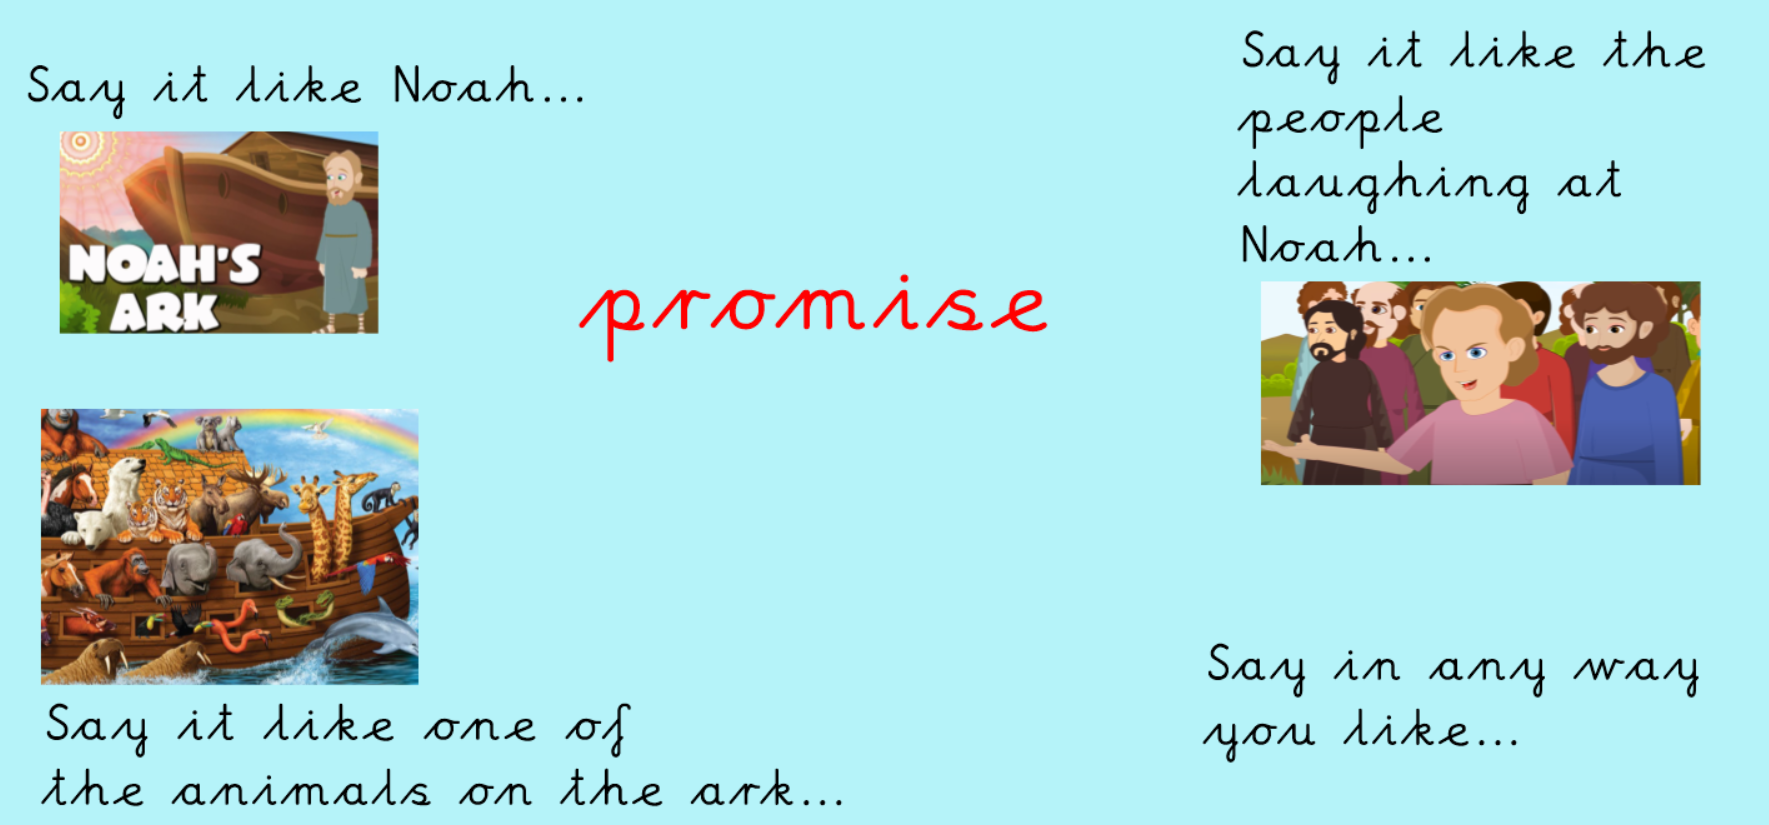 Say it like Noah...
NOAH'S
ARK
promise
Say it like the
people
laughing at
Noah...
Say it like one of
the animals on the ark...
Say in any way
you like...